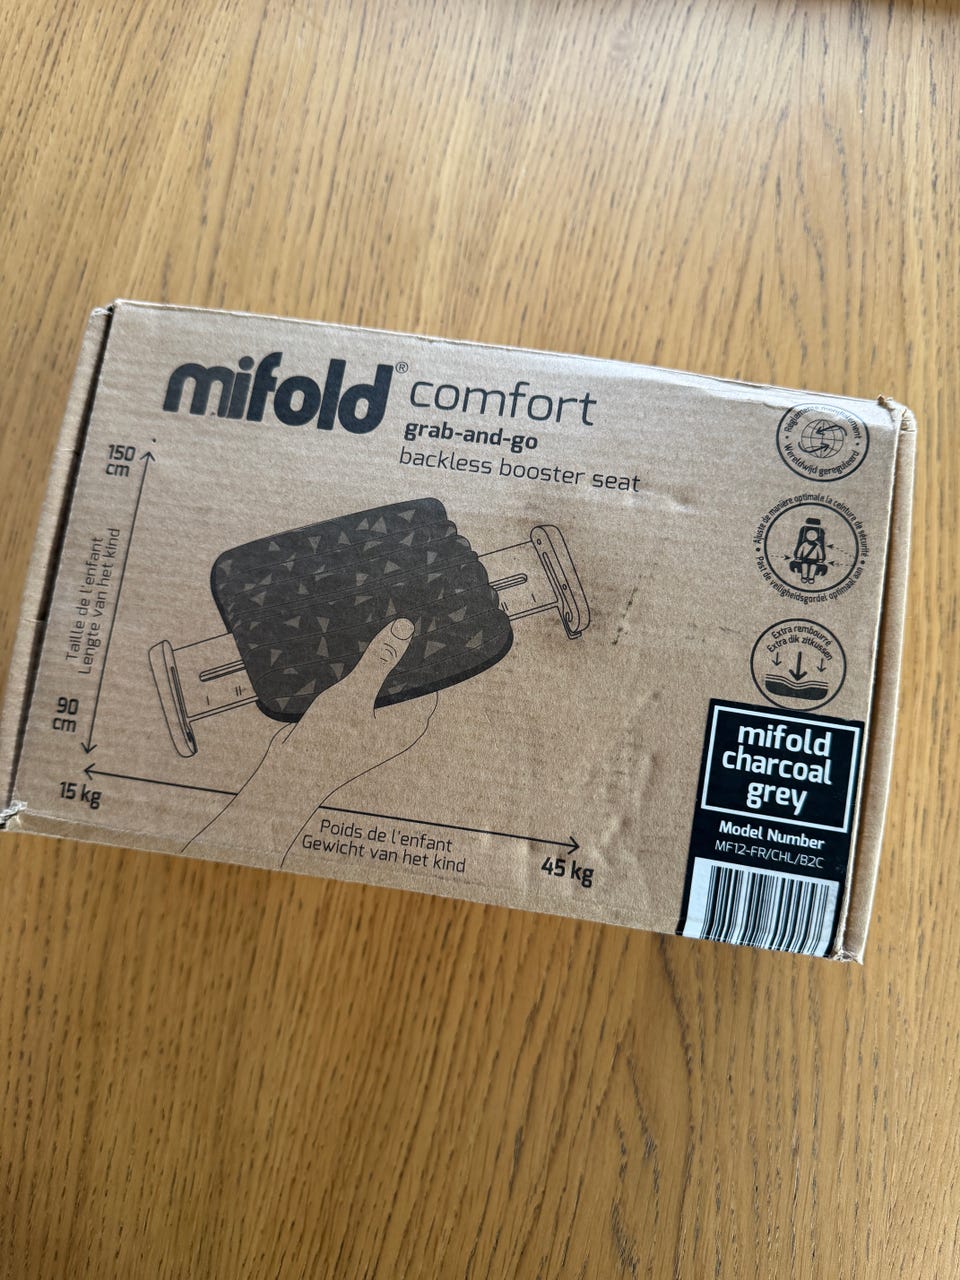 mifold® comfort
grab-and-go
backless booster seat
150
cm
Taille de l'enfant
Lengte van het kind
90
cm
15 kg
Poids de l'enfant
Gewicht van het kind
45 kg
Réglementé mondialement
Wereldwijd gereguleerd
Ajuste de manière optimale la ceinture de sécurité
Past de veiligheidsgordel optimaal aan
Extra rembourré
Extra dik zitkussen
mifold
charcoal
grey
Model Number
MF12-FR/CHL/B2C